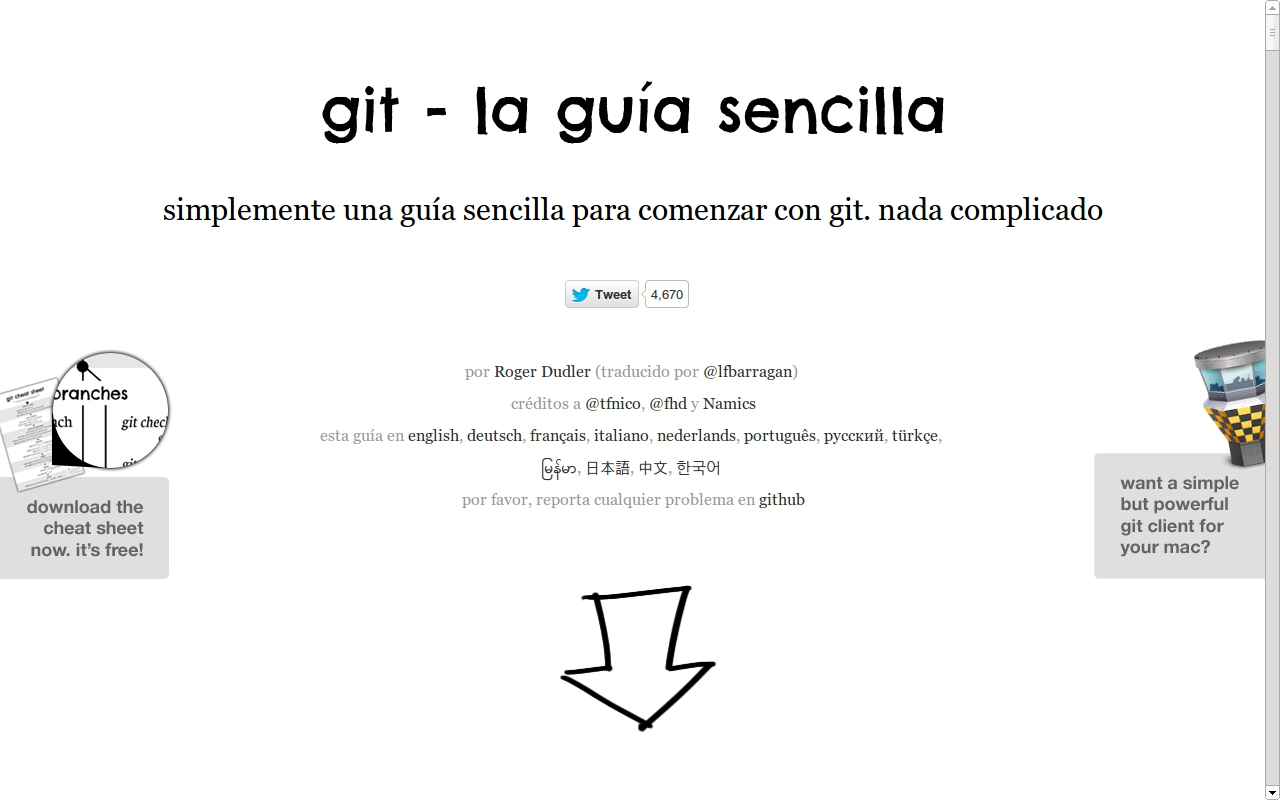 git - la guía sencilla
simplemente una guía sencilla para comenzar con git. nada complicado
Tweet 4,670
por Roger Dudler (traducido por @lfbarragan)
créditos a @tfnico, @fhd y Namics
esta guía en english, deutsch, français, italiano, nederlands, português, русский, türkçe,
မြန်မာ, 日本語, 中文, 한국어
por favor, reporta cualquier problema en github
git cheat sheet
branches
git chec
download the
cheat sheet
now. it's free!
want a simple
but powerful
git client for
your mac?